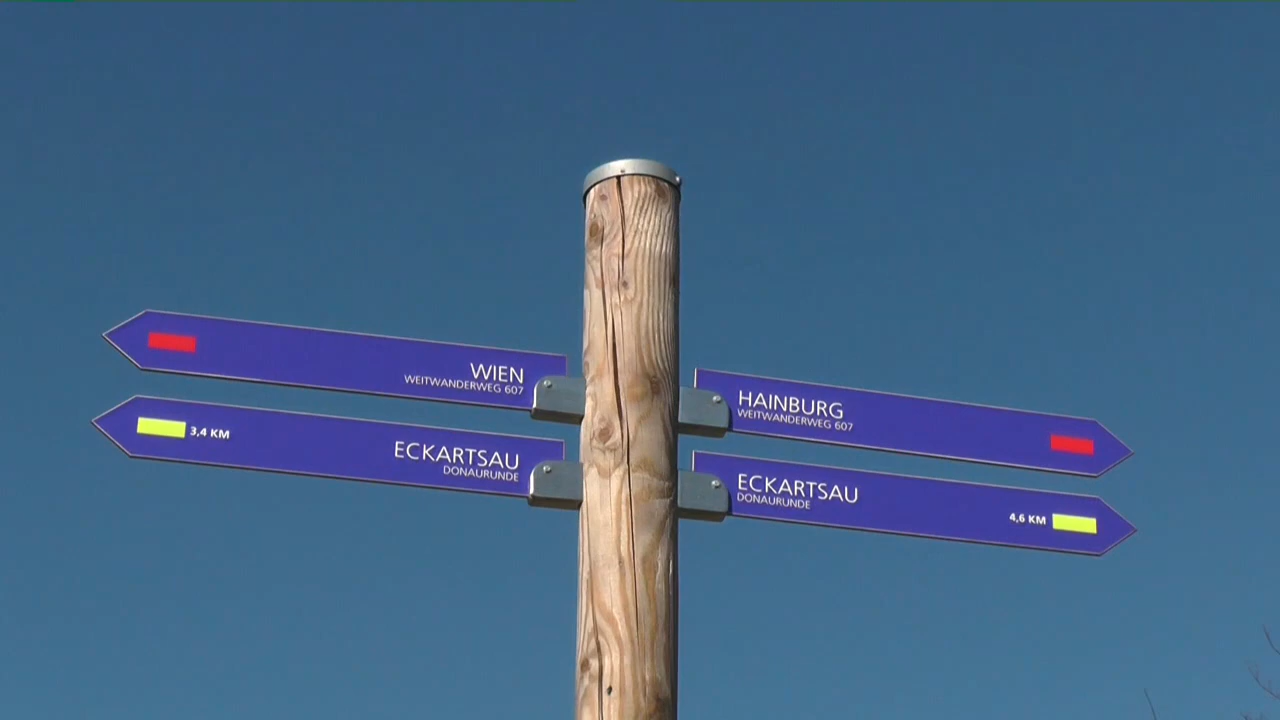 WIEN
WEITWANDERWEG 607
3,4 KM
ECKARTSAU
DONAURUNDE
HAINBURG
WEITWANDERWEG 607
ECKARTSAU
DONAURUNDE
4,6 KM